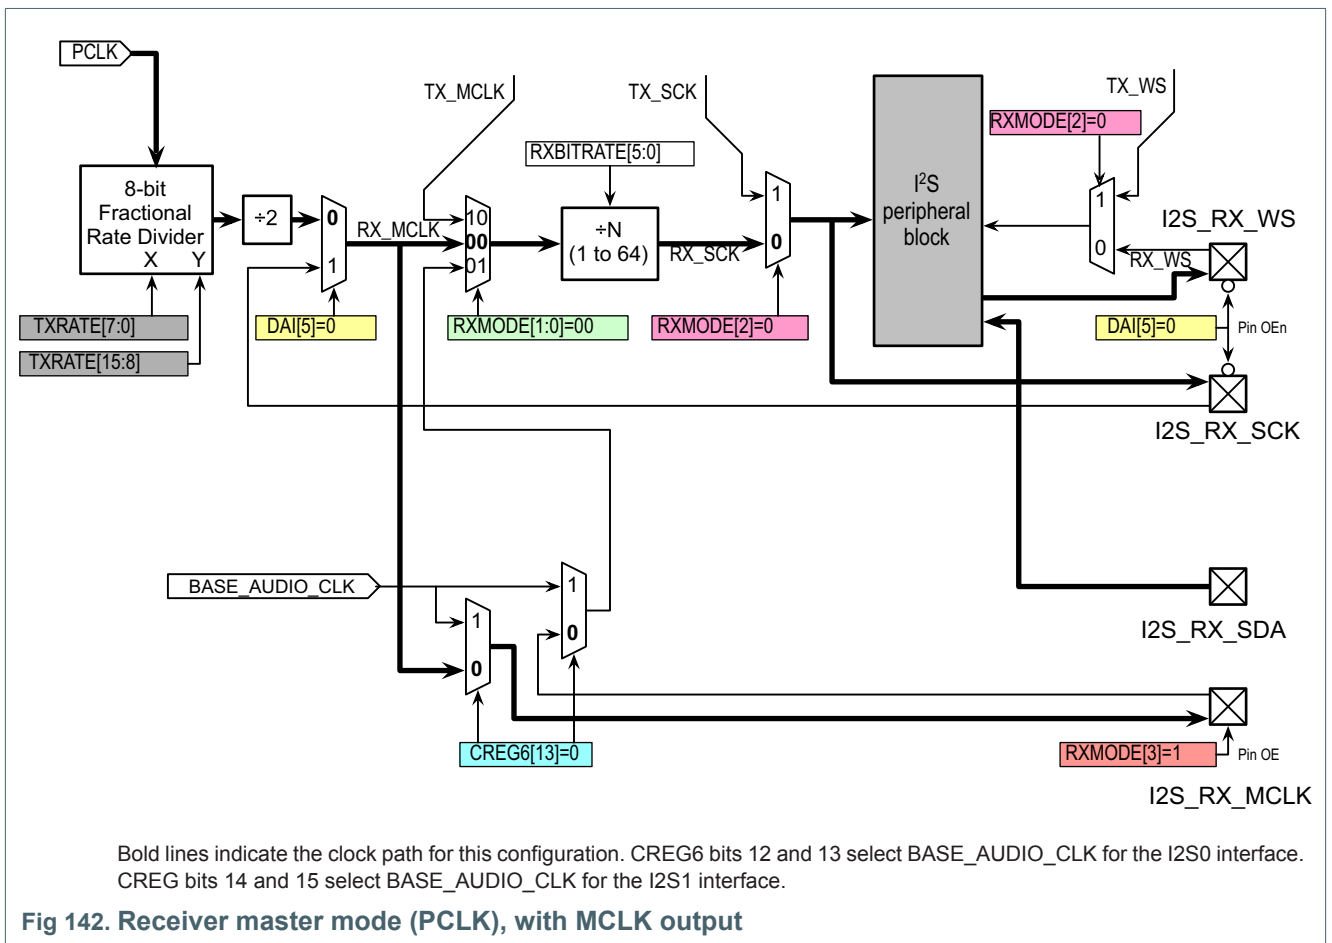 PCLK
TX_MCLK
TX_SCK
TX_WS
RXMODE[2]=0
RXBITRATE[5:0]
8-bit
Fractional
Rate Divider
X Y
÷2
0
1
RX_MCLK
10
00
01
÷N
(1 to 64)
RX_SCK
1
0
I²S
peripheral
block
1
0
I2S_RX_WS
RX_WS
TXRATE[7:0]
DAI[5]=0
RXMODE[1:0]=00
RXMODE[2]=0
DAI[5]=0
Pin OEn
TXRATE[15:8]
I2S_RX_SCK
BASE_AUDIO_CLK
1
0
1
0
I2S_RX_SDA
CREG6[13]=0
RXMODE[3]=1
Pin OE
I2S_RX_MCLK
Bold lines indicate the clock path for this configuration. CREG6 bits 12 and 13 select BASE_AUDIO_CLK for the I2S0 interface.
CREG bits 14 and 15 select BASE_AUDIO_CLK for the I2S1 interface.
Fig 142. Receiver master mode (PCLK), with MCLK output